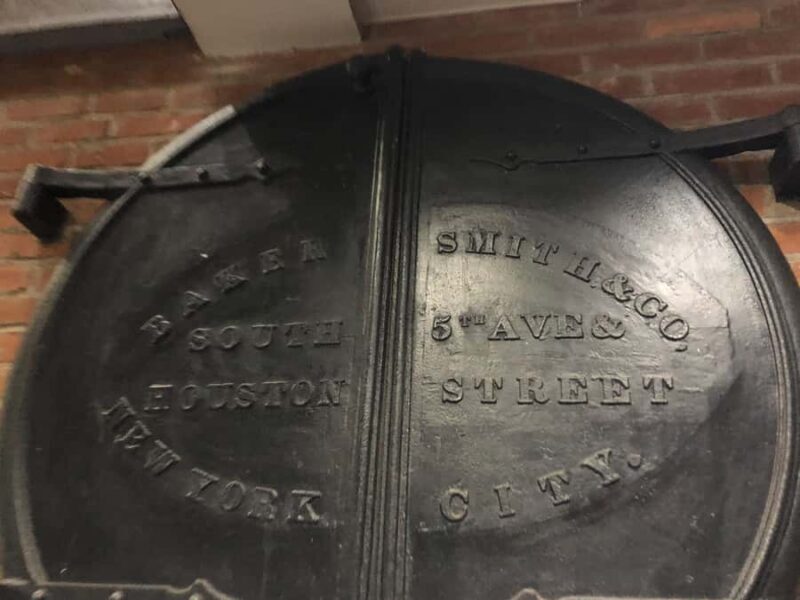 BAKER SMITH & CO.
SOUTH 5TH AVE &
HOUSTON STREET
NEW YORK CITY.